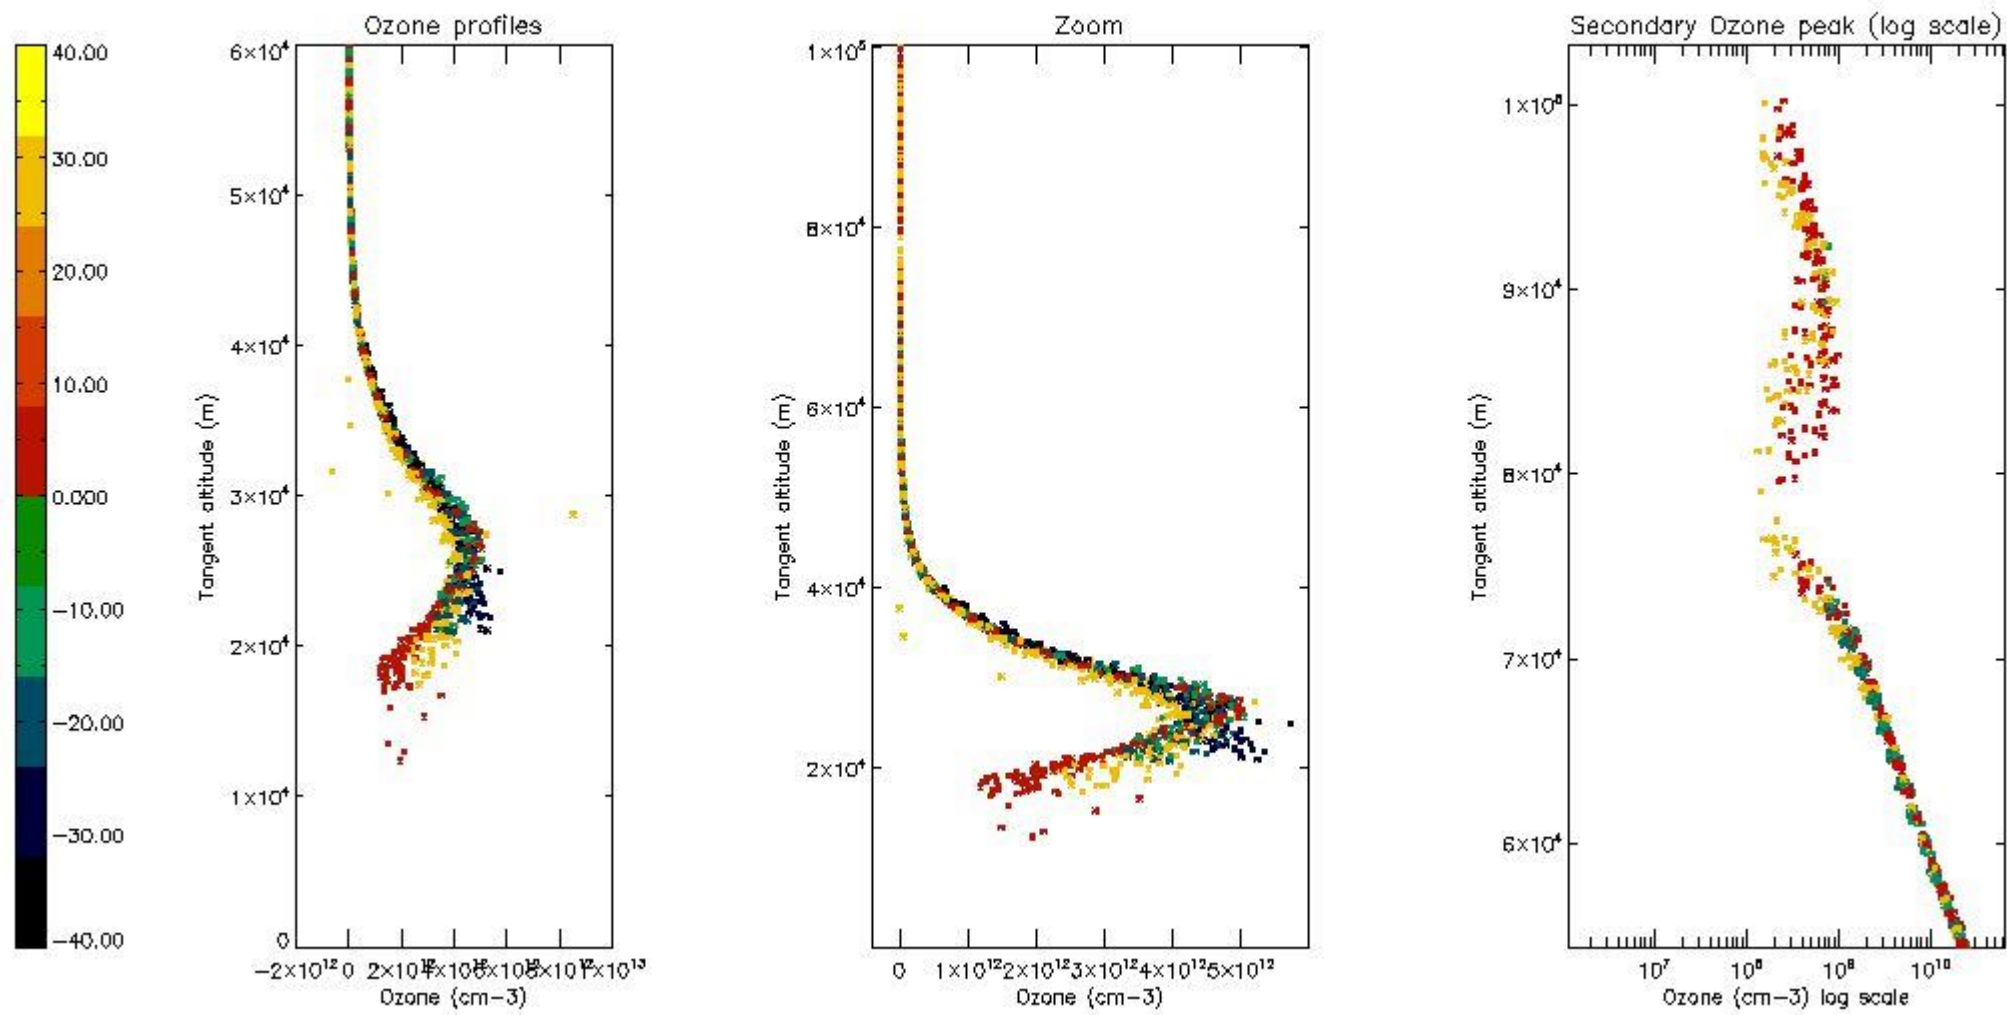 Ozone profiles
Zoom
Secondary Ozone peak (log scale)
40.00
30.00
20.00
10.00
−10.00
−20.00
−30.00
−40.00
6×10⁴
5×10⁴
4×10⁴
3×10⁴
2×10⁴
1×10⁴
0
Tangent altitude (m)
−2×10¹² 0
Ozone (cm−3)
1×10⁵
8×10⁴
6×10⁴
4×10⁴
2×10⁴
Tangent altitude (m)
0 1×10¹² 2×10¹² 3×10¹² 4×10¹² 5×10¹²
Ozone (cm−3)
9×10⁴
8×10⁴
7×10⁴
6×10⁴
Tangent altitude (m)
10⁷ 10⁸ 10⁹ 10¹⁰
Ozone (cm−3) log scale